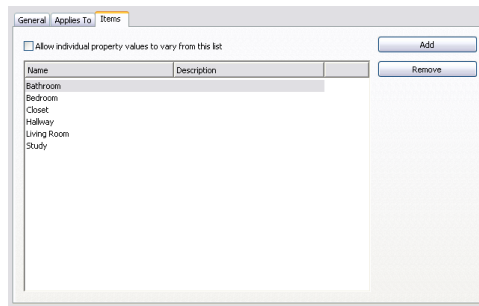 General Applies To Items
Allow individual property values to vary from this list
Add
Name Description
Remove
Bathroom
Bedroom
Closet
Hallway
Living Room
Study